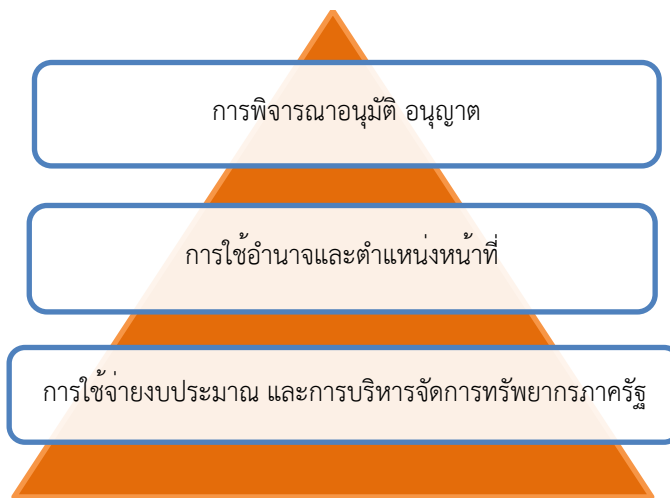 การพิจารณาอนุมัติ อนุญาต
การใช้อำนาจและตำแหน่งหน้าที่
การใช้จ่ายงบประมาณ และการบริหารจัดการทรัพยากรภาครัฐ